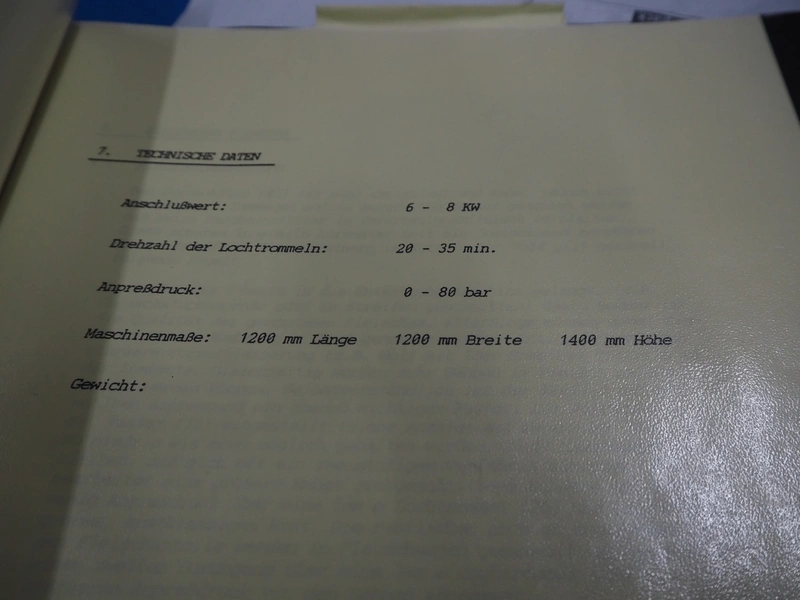 7. TECHNISCHE DATEN
Anschlußwert: 6 - 8 KW
Drehzahl der Lochtrommeln: 20 - 35 min.
Anpreßdruck: 0 - 80 bar
Maschinenmaße: 1200 mm Länge 1200 mm Breite 1400 mm Höhe
Gewicht: